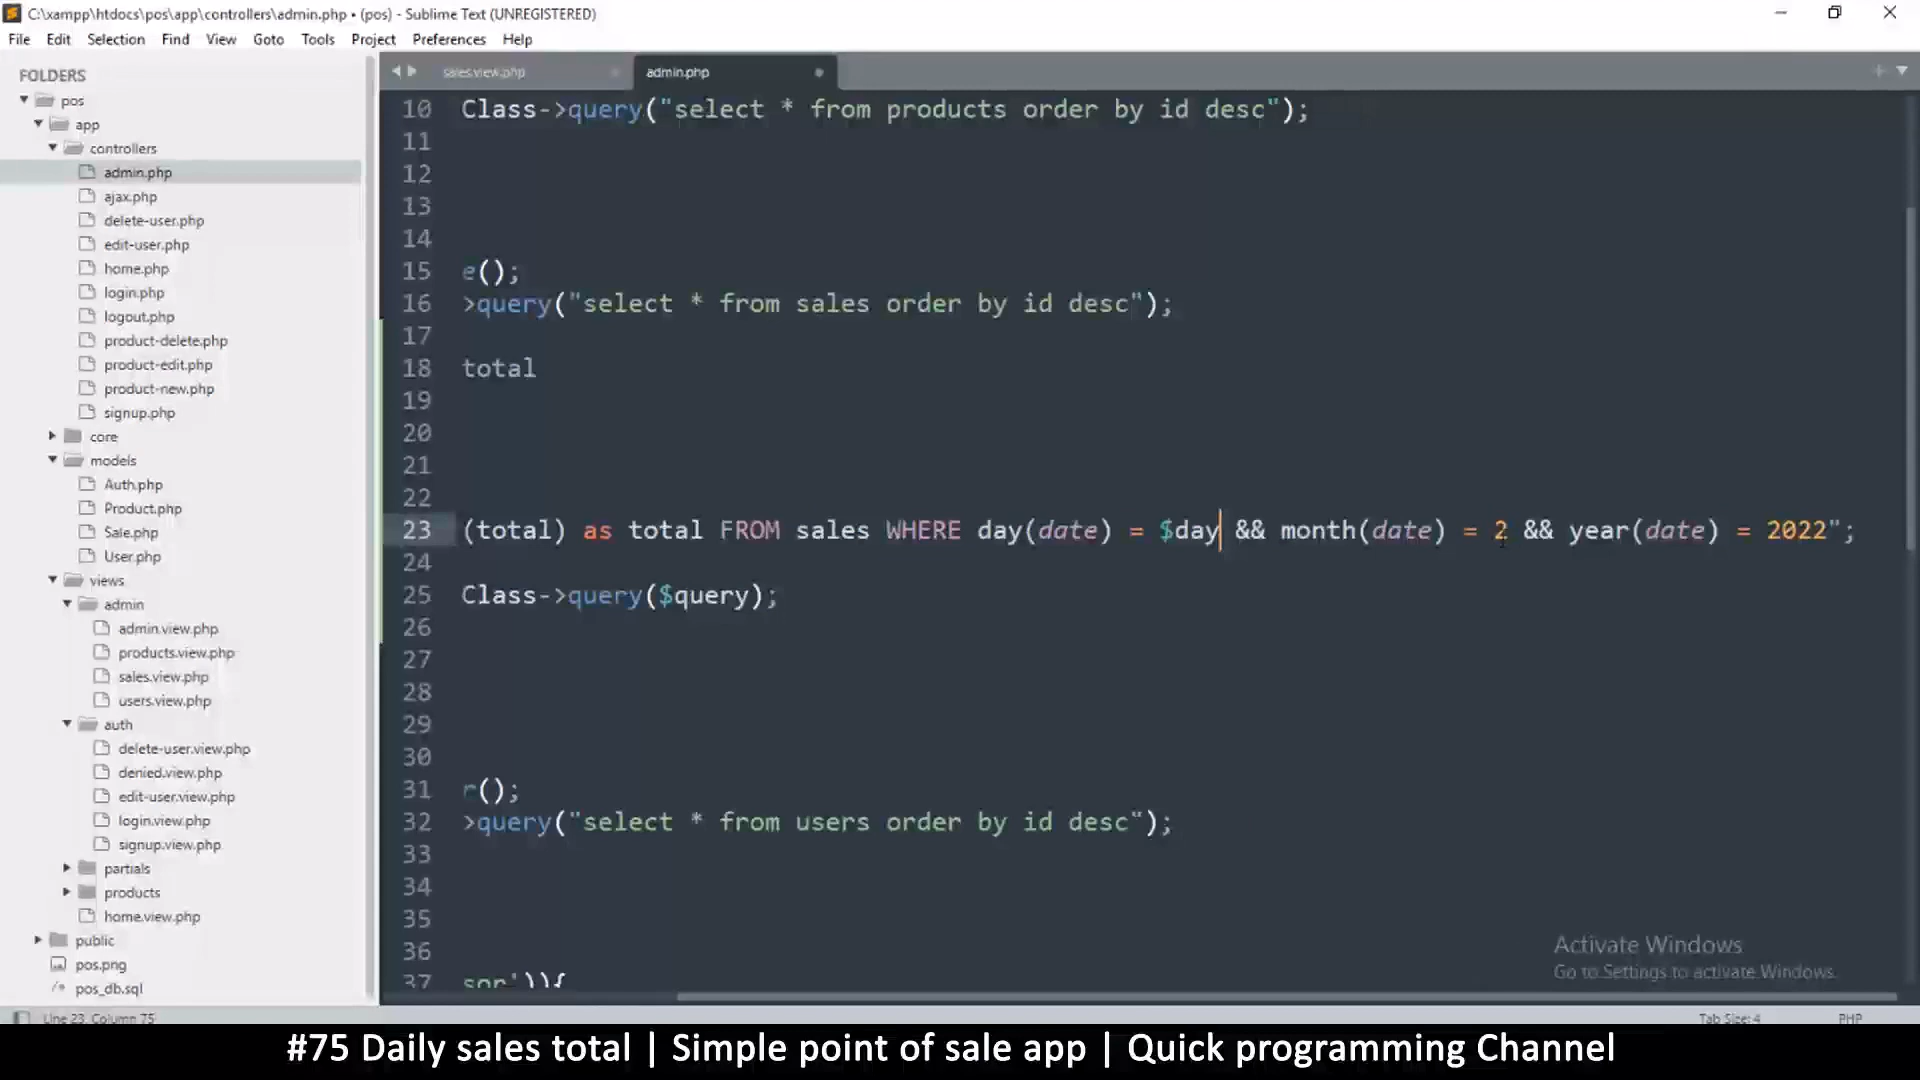 C:\xampp\htdocs\pos\app\controllers\admin.php • (pos) - Sublime Text (UNREGISTERED)
File Edit Selection Find View Goto Tools Project Preferences Help
FOLDERS
pos
app
controllers
admin.php
ajax.php
delete-user.php
edit-user.php
home.php
login.php
logout.php
product-delete.php
product-edit.php
product-new.php
signup.php
core
models
Auth.php
Product.php
Sale.php
User.php
views
admin
admin.view.php
products.view.php
sales.view.php
users.view.php
auth
delete-user.view.php
denied.view.php
edit-user.view.php
login.view.php
signup.view.php
partials
products
home.view.php
public
pos.png
pos_db.sql
sales.view.php admin.php
10 Class->query("select * from products order by id desc");
11
12
13
14
15 e();
16 >query("select * from sales order by id desc");
17
18 total
19
20
21
22
23 (total) as total FROM sales WHERE day(date) = $day && month(date) = 2 && year(date) = 2022";
24
25 Class->query($query);
26
27
28
29
30
31 r();
32 >query("select * from users order by id desc");
33
34
35
36
37 sor')){
Activate Windows
Go to Settings to activate Windows.
Line 23, Column 75 Tab Size: 4 PHP
#75 Daily sales total | Simple point of sale app | Quick programming Channel